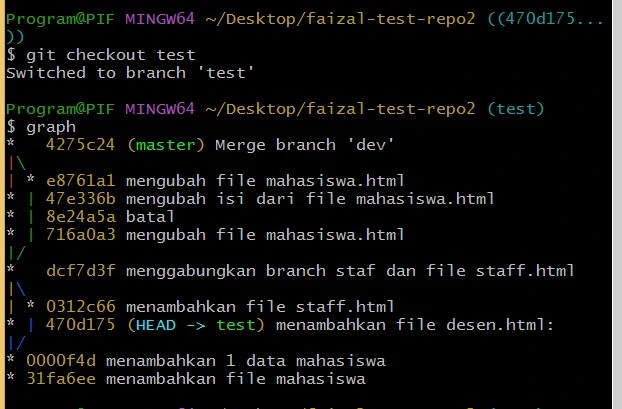 Program@PIF MINGW64 ~/Desktop/faizal-test-repo2 ((470d175...
))
$ git checkout test
Switched to branch 'test'
Program@PIF MINGW64 ~/Desktop/faizal-test-repo2 (test)
$ graph
*   4275c24 (master) Merge branch 'dev'
|\
| * e8761a1 mengubah file mahasiswa.html
* | 47e336b mengubah isi dari file mahasiswa.html
* | 8e24a5a batal
* | 716a0a3 mengubah file mahasiswa.html
|/
*   dcf7d3f menggabungkan branch staf dan file staff.html
|\
| * 0312c66 menambahkan file staff.html
* | 470d175 (HEAD -> test) menambahkan file desen.html:
|/
* 0000f4d menambahkan 1 data mahasiswa
* 31fa6ee menambahkan file mahasiswa